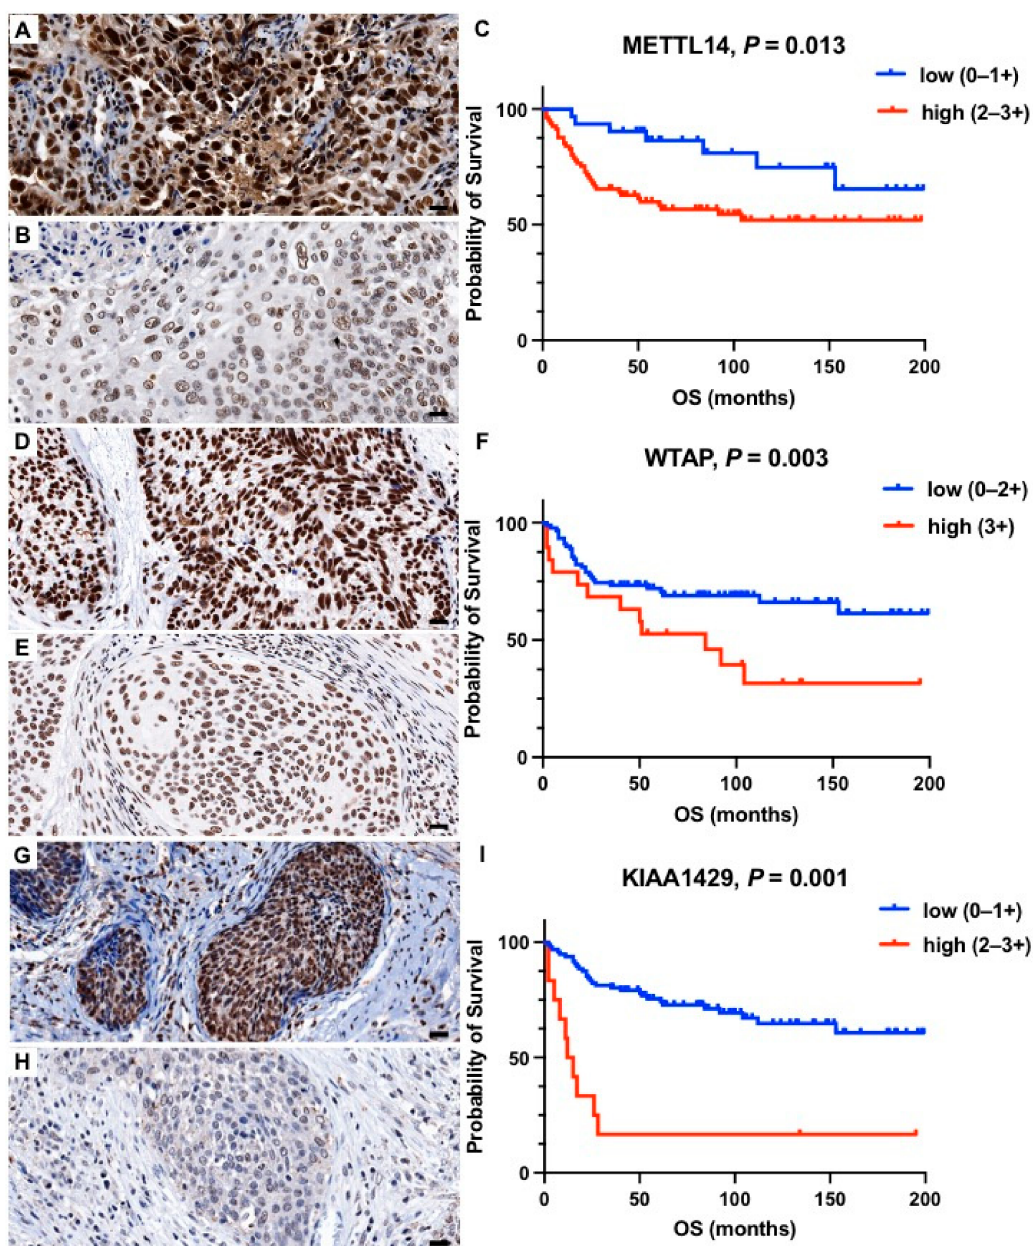 A
B
C
METTL14, P = 0.013
low (0–1+)
high (2–3+)
Probability of Survival
100
50
0
0 50 100 150 200
OS (months)
D
E
F
WTAP, P = 0.003
low (0–2+)
high (3+)
Probability of Survival
100
50
0
0 50 100 150 200
OS (months)
G
H
I
KIAA1429, P = 0.001
low (0–1+)
high (2–3+)
Probability of Survival
100
50
0
0 50 100 150 200
OS (months)